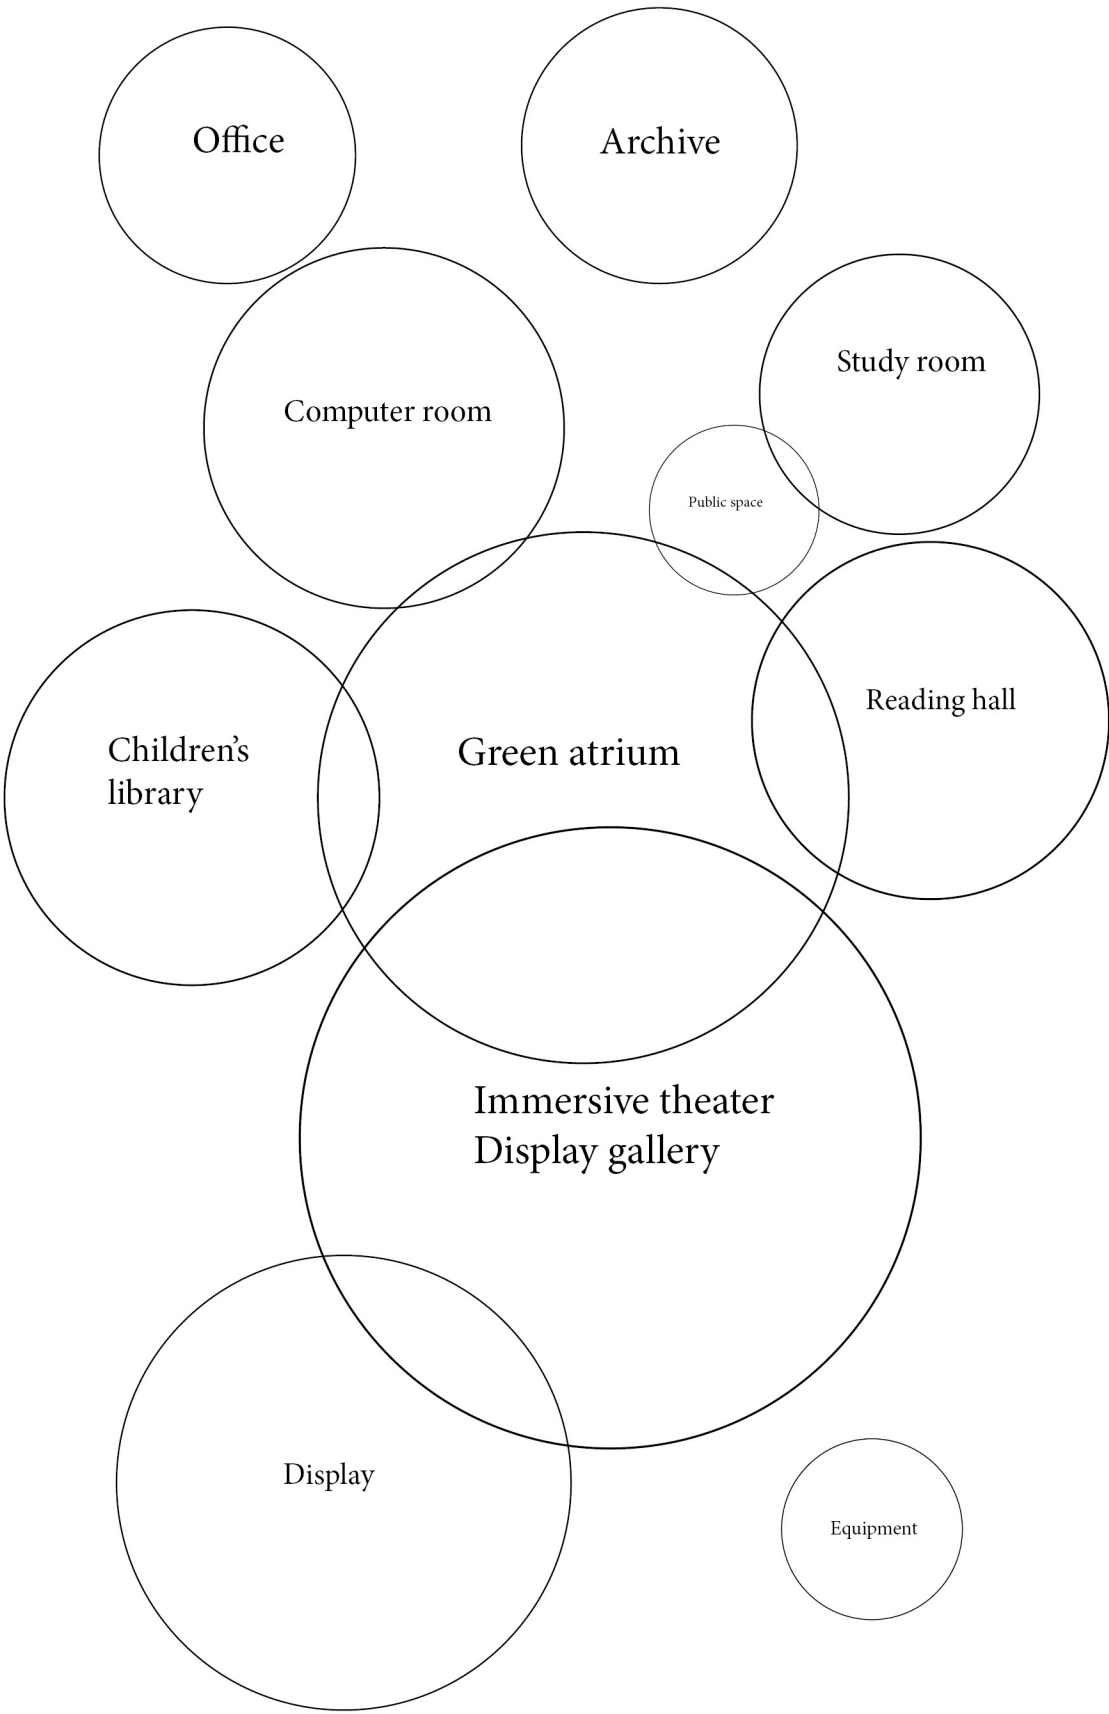 Office
Archive
Study room
Computer room
Public space
Reading hall
Children’s
library
Green atrium
Immersive theater
Display gallery
Display
Equipment